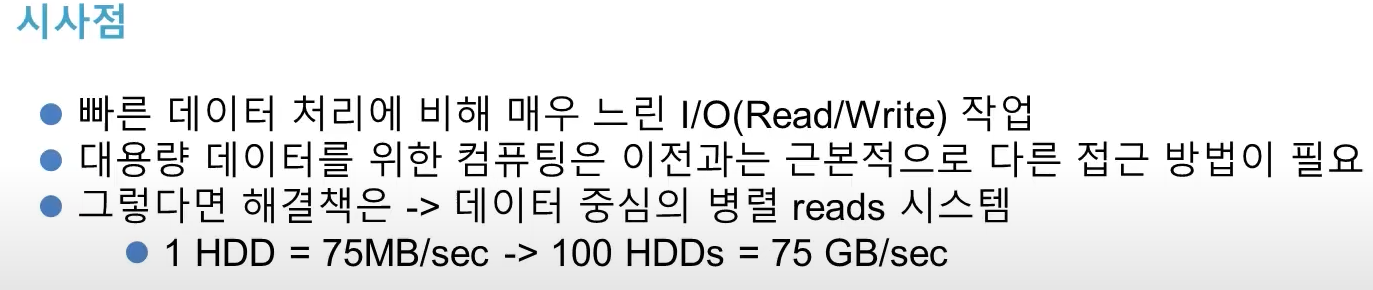 시사점
빠른 데이터 처리에 비해 매우 느린 I/O(Read/Write) 작업
대용량 데이터를 위한 컴퓨팅은 이전과는 근본적으로 다른 접근 방법이 필요
그렇다면 해결책은 -> 데이터 중심의 병렬 reads 시스템
1 HDD = 75MB/sec -> 100 HDDs = 75 GB/sec